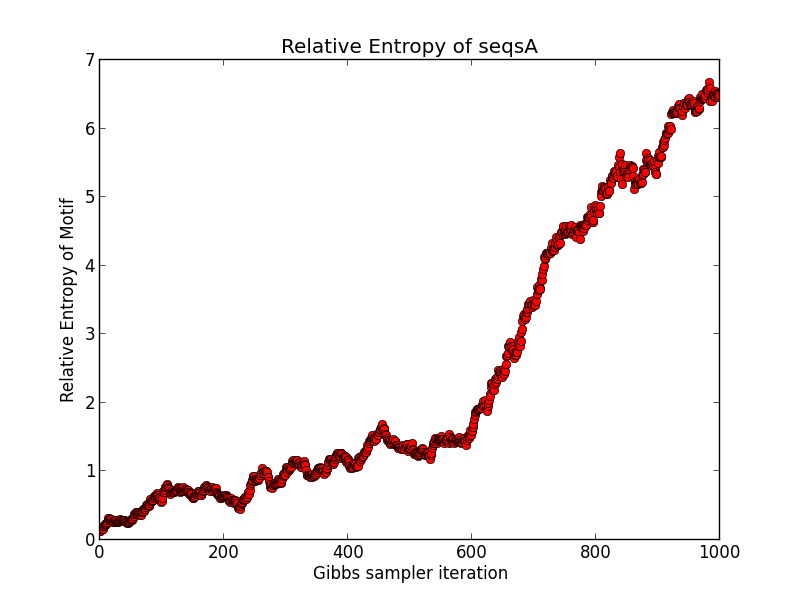 Relative Entropy of seqsA
7
6
5
4
3
2
1
0
Relative Entropy of Motif
0 200 400 600 800 1000
Gibbs sampler iteration